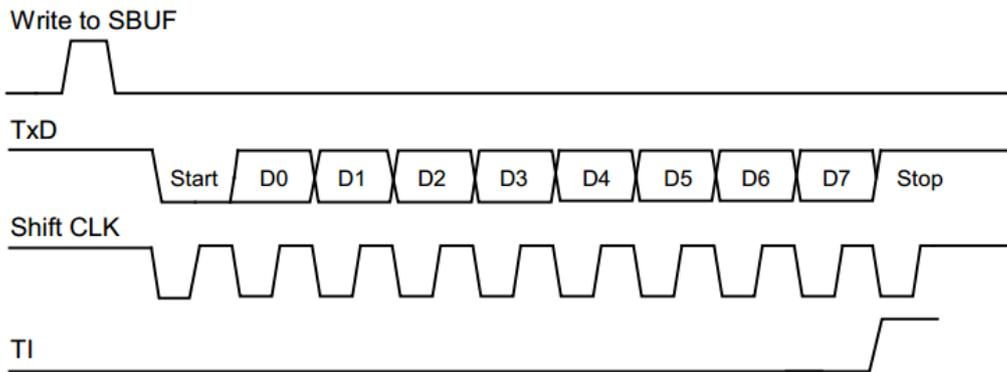 Write to SBUF
TxD
Start D0 D1 D2 D3 D4 D5 D6 D7 Stop
Shift CLK
TI